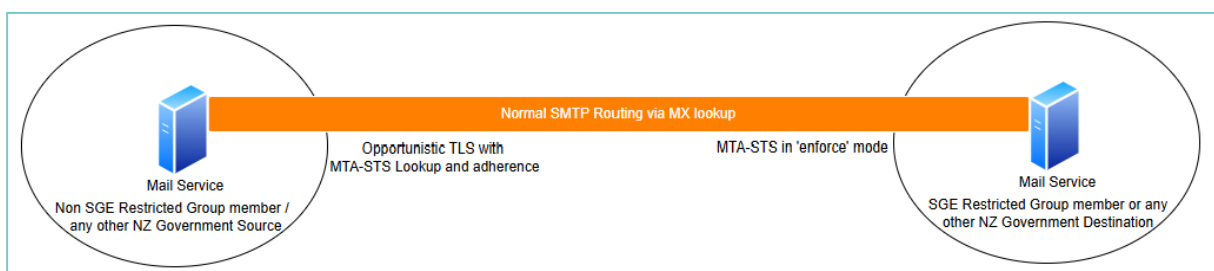 Normal SMTP Routing via MX lookup
Opportunistic TLS with
MTA-STS Lookup and adherence
MTA-STS in 'enforce' mode
Mail Service
Non SGE Restricted Group member /
any other NZ Government Source
Mail Service
SGE Restricted Group member or any
other NZ Government Destination